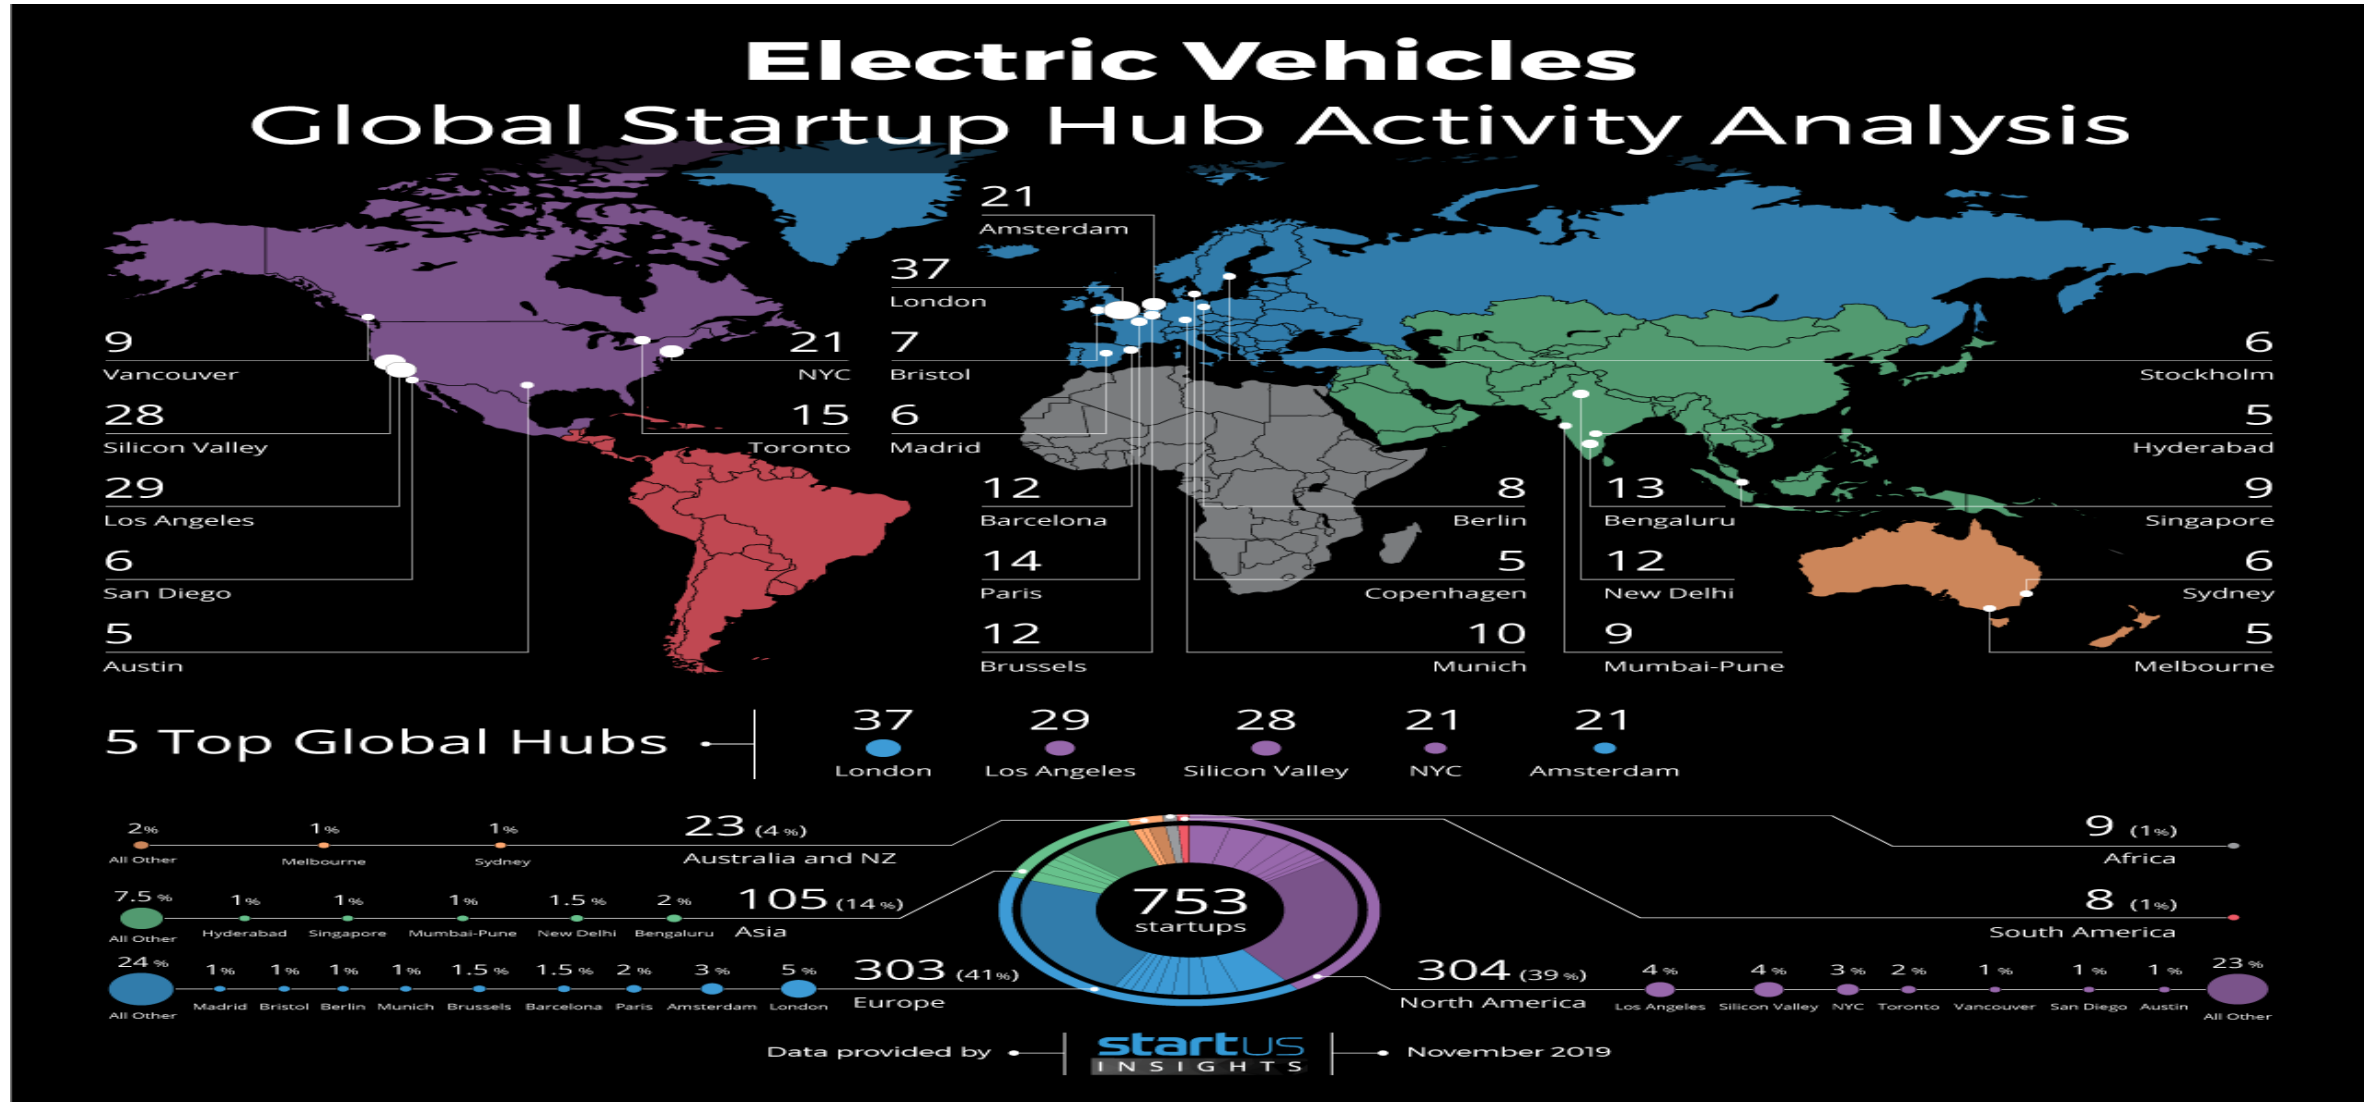 Electric Vehicles
Global Startup Hub Activity Analysis
21
Amsterdam
37
London
9
Vancouver
21
NYC
7
Bristol
6
Stockholm
28
Silicon Valley
15
Toronto
6
Madrid
5
Hyderabad
29
Los Angeles
12
Barcelona
8
Berlin
13
Bengaluru
9
Singapore
6
San Diego
14
Paris
5
Copenhagen
12
New Delhi
6
Sydney
5
Austin
12
Brussels
10
Munich
9
Mumbai-Pune
5
Melbourne
5 Top Global Hubs
37
London
29
Los Angeles
28
Silicon Valley
21
NYC
21
Amsterdam
2%
All Other
1%
Melbourne
1%
Sydney
23 (4%)
Australia and NZ
9 (1%)
Africa
7.5%
All Other
1%
Hyderabad
1%
Singapore
1%
Mumbai-Pune
1.5%
New Delhi
2%
Bengaluru
105 (14%)
Asia
753
startups
8 (1%)
South America
24%
All Other
1%
Madrid
1%
Bristol
1%
Berlin
1%
Munich
1.5%
Brussels
1.5%
Barcelona
2%
Paris
3%
Amsterdam
5%
London
303 (41%)
Europe
304 (39%)
North America
4%
Los Angeles
4%
Silicon Valley
3%
NYC
2%
Toronto
1%
Vancouver
1%
San Diego
1%
Austin
23%
All Other
Data provided by
startus
INSIGHTS
November 2019